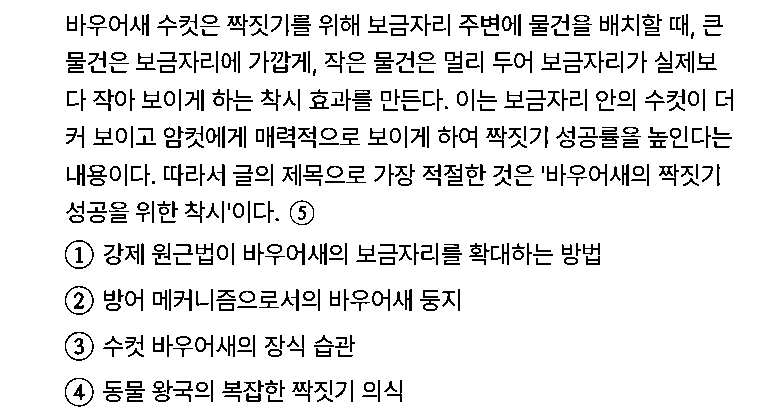 바우어새 수컷은 짝짓기를 위해 보금자리 주변에 물건을 배치할 때, 큰
물건은 보금자리에 가깝게, 작은 물건은 멀리 두어 보금자리가 실제보
다 작아 보이게 하는 착시 효과를 만든다. 이는 보금자리 안의 수컷이 더
커 보이고 암컷에게 매력적으로 보이게 하여 짝짓기 성공률을 높인다는
내용이다. 따라서 글의 제목으로 가장 적절한 것은 '바우어새의 짝짓기
성공을 위한 착시'이다. ⑤
① 강제 원근법이 바우어새의 보금자리를 확대하는 방법
② 방어 메커니즘으로서의 바우어새 둥지
③ 수컷 바우어새의 장식 습관
④ 동물 왕국의 복잡한 짝짓기 의식